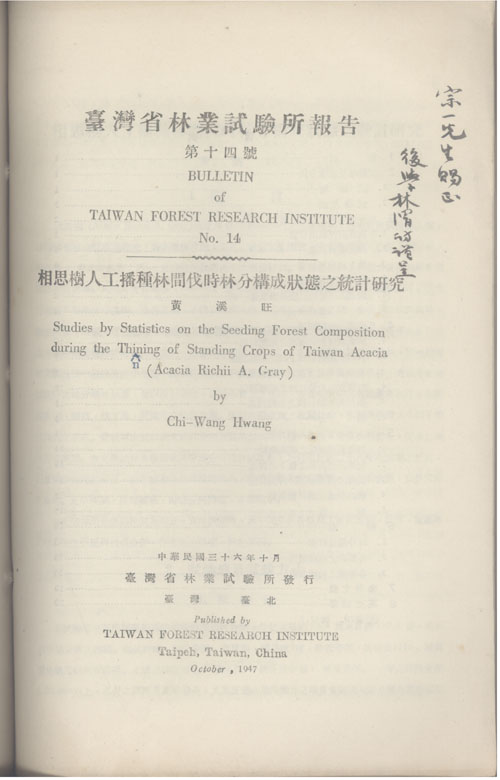 臺灣省林業試驗所報告
第十四號
BULLETIN
of
TAIWAN FOREST RESEARCH INSTITUTE
No. 14
相思樹人工播種林間伐時林分構成狀態之統計研究
黃溪旺
Studies by Statistics on the Seeding Forest Composition
during the Thining of Standing Crops of Taiwan Acacia
n
(Acacia Richii A. Gray)
by
Chi-Wang Hwang
中華民國三十六年十月
臺灣省林業試驗所發行
臺灣臺北
Published by
TAIWAN FOREST RESEARCH INSTITUTE
Taipeh, Taiwan, China
October, 1947
宗一先生賜正
後學林渭訪謹呈